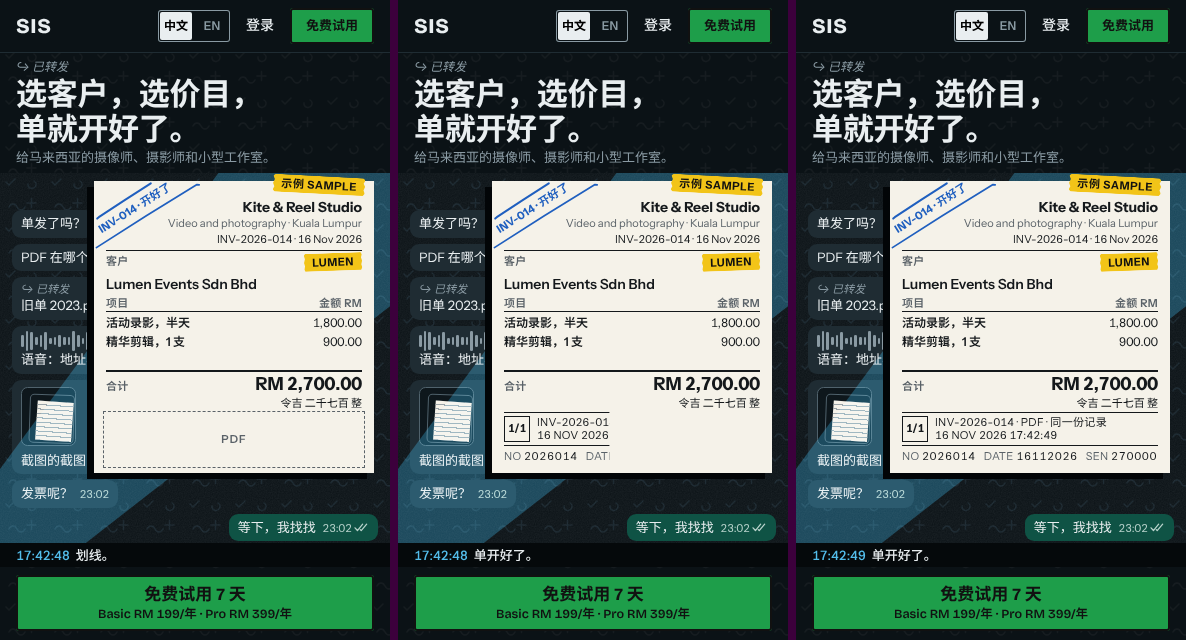 SIS
中文 EN 登录 免费试用
已转发
选客户，选价目，
单就开好了。
给马来西亚的摄像师、摄影师和小型工作室。
示例 SAMPLE
INV-014·开好了
Kite & Reel Studio
单发了吗?
Video and photography · Kuala Lumpur
INV-2026-014 · 16 Nov 2026
PDF 在哪个
客户
LUMEN
Lumen Events Sdn Bhd
已转发
旧单 2023.p
项目 金额 RM
活动录影，半天 1,800.00
精华剪辑，1支 900.00
语音：地址
合计 RM 2,700.00
令吉 二千七百 整
PDF
截图的截图
发票呢? 23:02
等下，我找找 23:02
17:42:48 划线。
免费试用 7 天
Basic RM 199/年 · Pro RM 399/年
SIS
中文 EN 登录 免费试用
已转发
选客户，选价目，
单就开好了。
给马来西亚的摄像师、摄影师和小型工作室。
示例 SAMPLE
INV-014·开好了
Kite & Reel Studio
单发了吗?
Video and photography · Kuala Lumpur
INV-2026-014 · 16 Nov 2026
PDF 在哪个
客户
LUMEN
Lumen Events Sdn Bhd
已转发
旧单 2023.p
项目 金额 RM
活动录影，半天 1,800.00
精华剪辑，1支 900.00
语音：地址
合计 RM 2,700.00
令吉 二千七百 整
1/1 INV-2026-01
16 NOV 2026
NO 2026014 DAT
截图的截图
发票呢? 23:02
等下，我找找 23:02
17:42:48 单开好了。
免费试用 7 天
Basic RM 199/年 · Pro RM 399/年
SIS
中文 EN 登录 免费试用
已转发
选客户，选价目，
单就开好了。
给马来西亚的摄像师、摄影师和小型工作室。
示例 SAMPLE
INV-014·开好了
Kite & Reel Studio
单发了吗?
Video and photography · Kuala Lumpur
INV-2026-014 · 16 Nov 2026
PDF 在哪个
客户
LUMEN
Lumen Events Sdn Bhd
已转发
旧单 2023.p
项目 金额 RM
活动录影，半天 1,800.00
精华剪辑，1支 900.00
语音：地址
合计 RM 2,700.00
令吉 二千七百 整
1/1 INV-2026-014 · PDF · 同一份记录
16 NOV 2026 17:42:49
NO 2026014 DATE 16112026 SEN 270000
截图的截图
发票呢? 23:02
等下，我找找 23:02
17:42:49 单开好了。
免费试用 7 天
Basic RM 199/年 · Pro RM 399/年